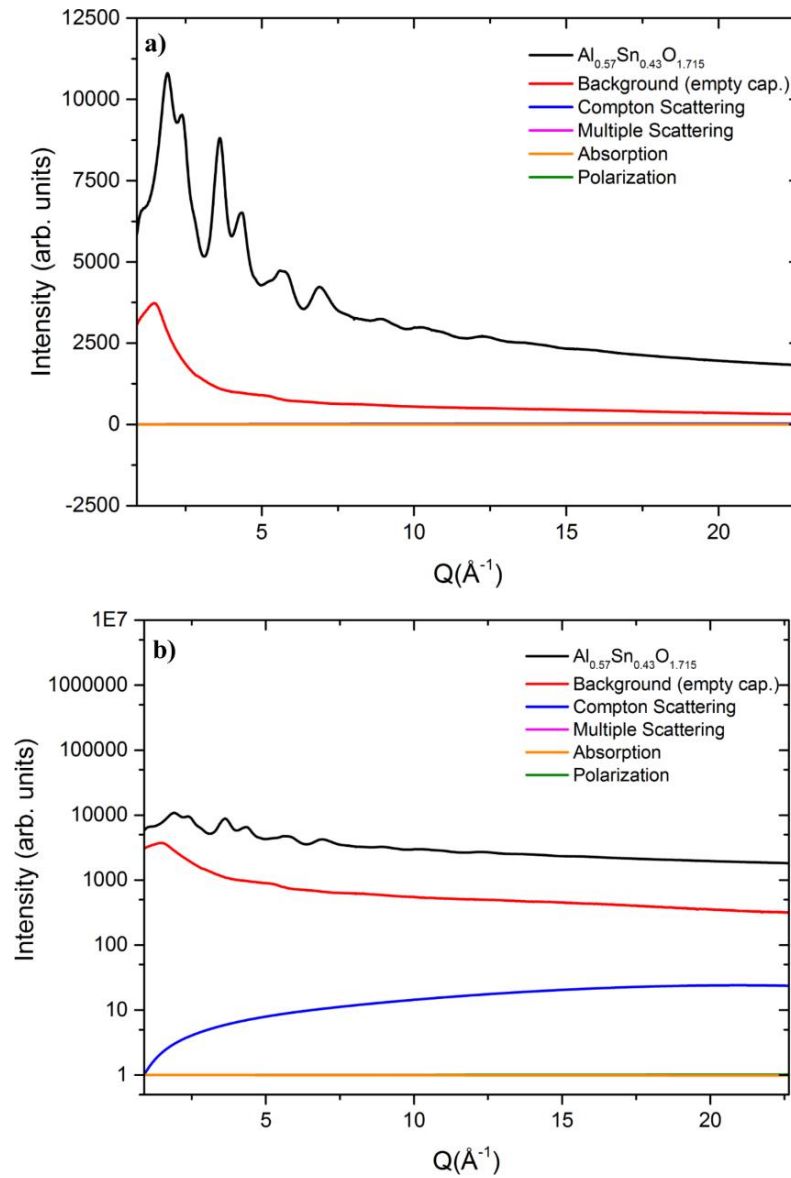 a)
12500
10000
7500
5000
2500
0
-2500
Intensity (arb. units)
Al₀.₅₇Sn₀.₄₃O₁.₇₁₅
Background (empty cap.)
Compton Scattering
Multiple Scattering
Absorption
Polarization
5 10 15 20
Q(Å⁻¹)
b)
1E7
1000000
100000
10000
1000
100
10
1
Intensity (arb. units)
Al₀.₅₇Sn₀.₄₃O₁.₇₁₅
Background (empty cap.)
Compton Scattering
Multiple Scattering
Absorption
Polarization
5 10 15 20
Q(Å⁻¹)